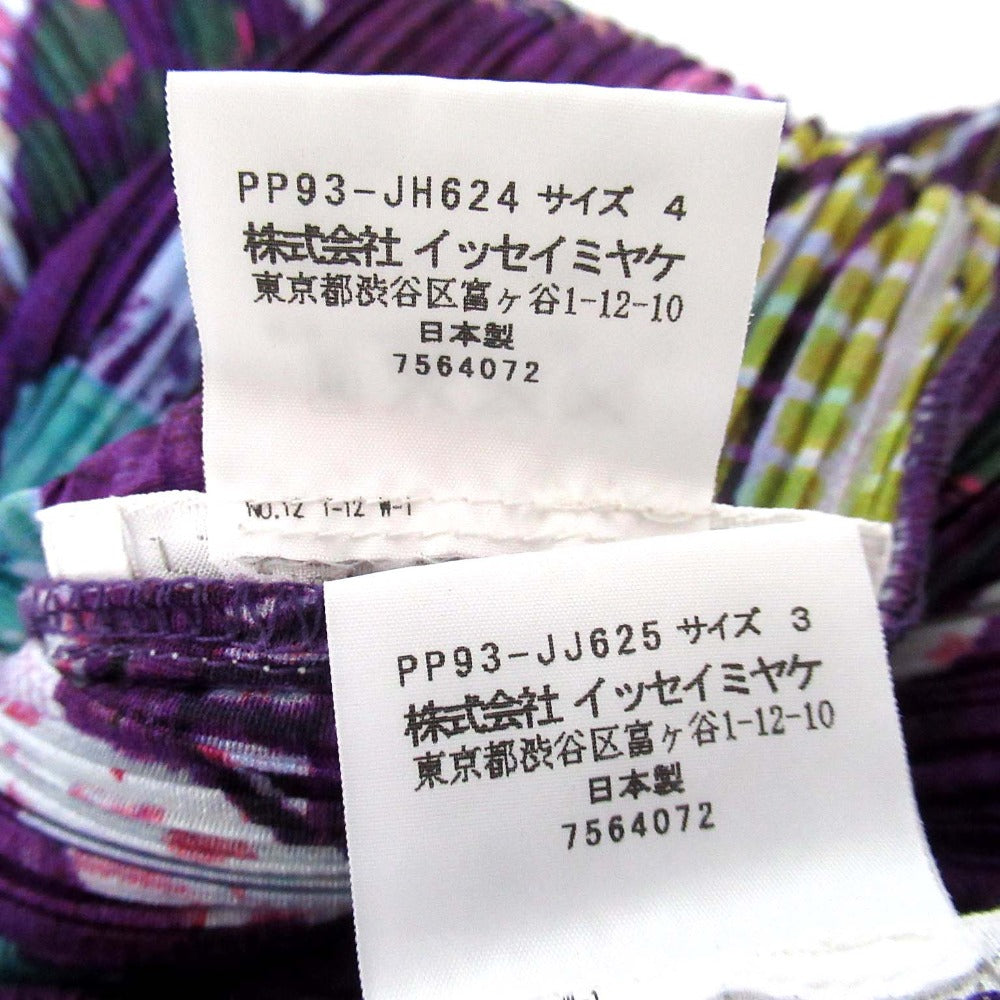 PP93-JH624 サイズ 4
株式会社 イッセイミヤケ
東京都渋谷区富ヶ谷1-12-10
日本製
7564072
NO.12 T-12 W-1
PP93-JJ625 サイズ 3
株式会社 イッセイミヤケ
東京都渋谷区富ヶ谷1-12-10
日本製
7564072